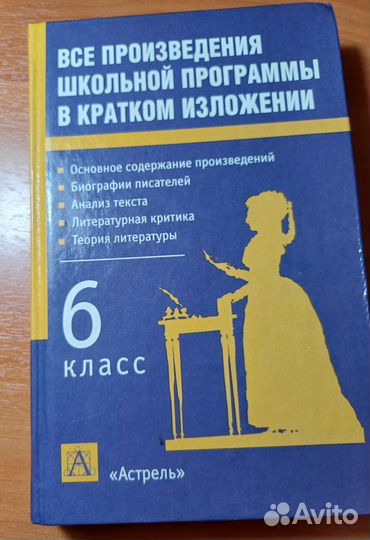 ВСЕ ПРОИЗВЕДЕНИЯ
ШКОЛЬНОЙ ПРОГРАММЫ
В КРАТКОМ ИЗЛОЖЕНИИ
Основное содержание произведений
Биографии писателей
Анализ текста
Литературная критика
Теория литературы
6
класс
А
«Астрель»
Avito